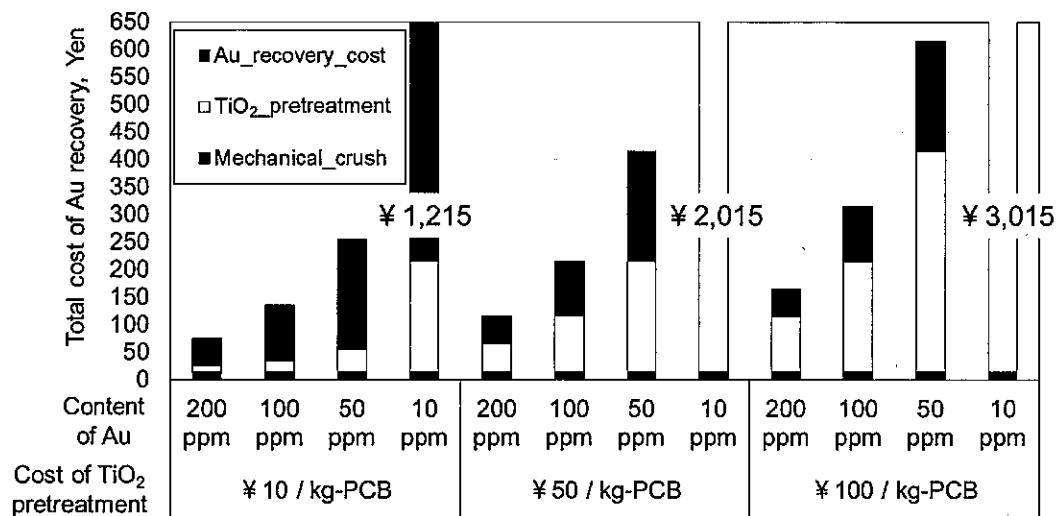 Total cost of Au recovery, Yen
650
600
550
500
450
400
350
300
250
200
150
100
50
0
Au_recovery_cost
TiO₂_pretreatment
Mechanical_crush
¥ 1,215
¥ 2,015
¥ 3,015
Content of Au
200 ppm
100 ppm
50 ppm
10 ppm
200 ppm
100 ppm
50 ppm
10 ppm
200 ppm
100 ppm
50 ppm
10 ppm
Cost of TiO₂ pretreatment
¥ 10 / kg-PCB
¥ 50 / kg-PCB
¥ 100 / kg-PCB